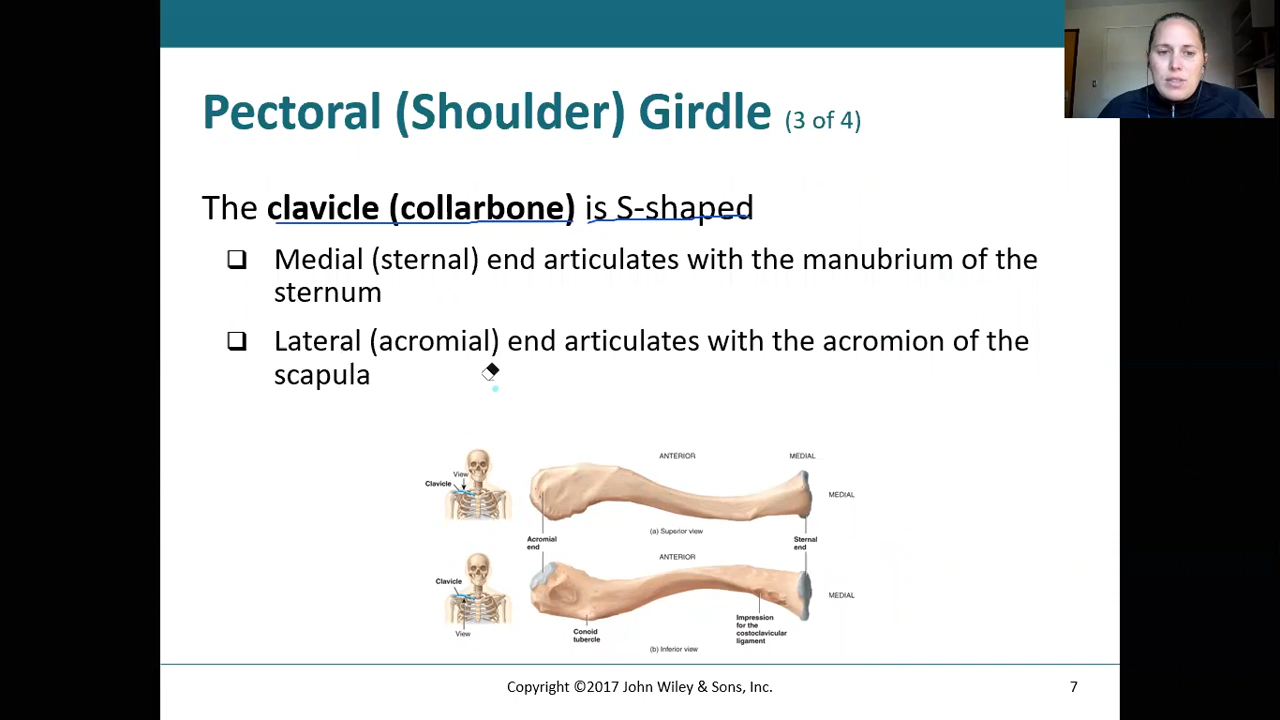 Pectoral (Shoulder) Girdle (3 of 4)
The clavicle (collarbone) is S-shaped
Medial (sternal) end articulates with the manubrium of the
sternum
Lateral (acromial) end articulates with the acromion of the
scapula
ANTERIOR
MEDIAL
View
Clavicle
MEDIAL
(a) Superior view
Acromial
end
Sternal
end
ANTERIOR
Clavicle
MEDIAL
View
Conoid
tubercle
Impression
for the
costoclavicular
ligament
(b) Inferior view
Copyright ©2017 John Wiley & Sons, Inc.
7